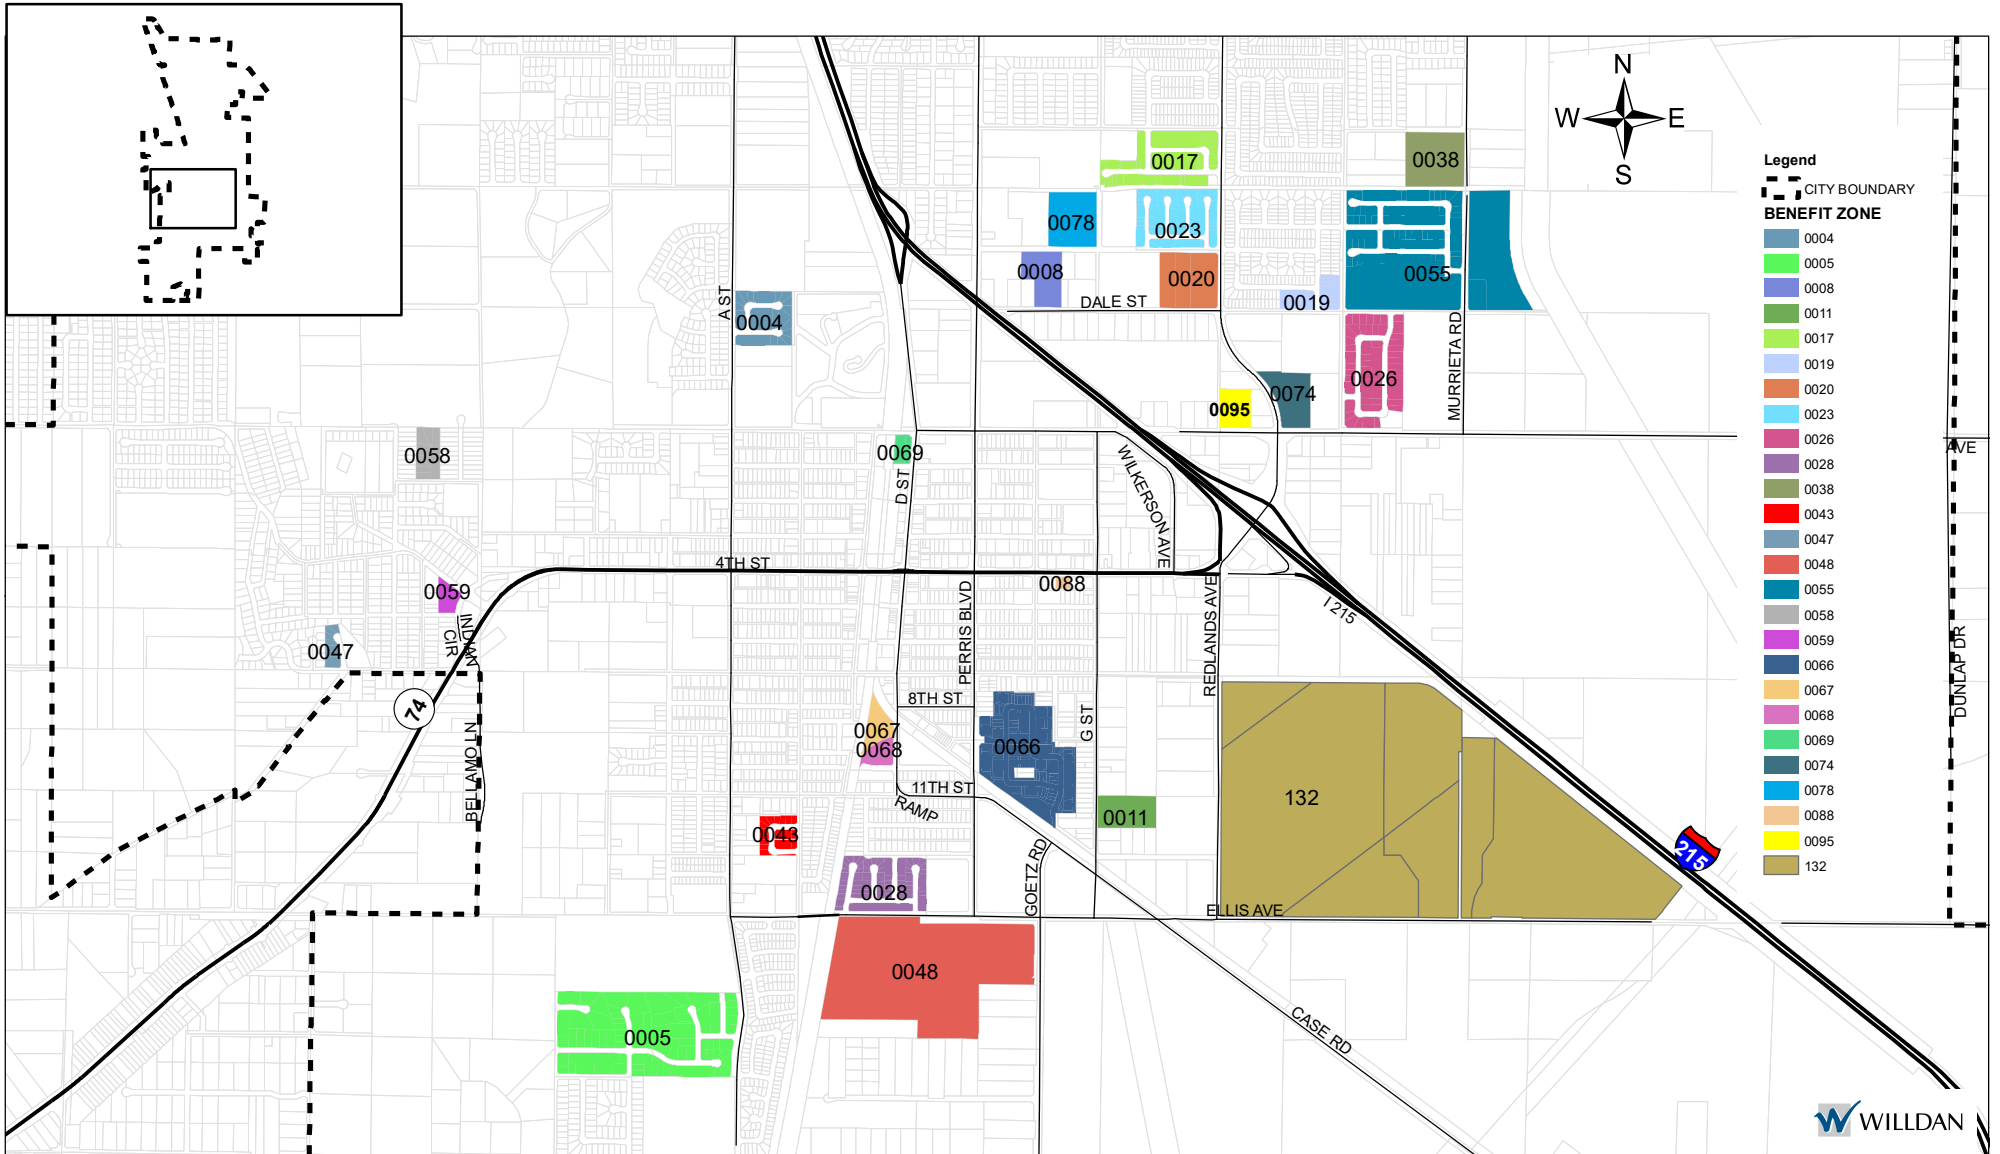 N
W E
S
0017
0038
Legend
CITY BOUNDARY
BENEFIT ZONE
0004
0005
0008
0011
0017
0019
0020
0023
0026
0028
0038
0043
0047
0048
0055
0058
0059
0066
0067
0068
0069
0074
0078
0088
0095
132
0078
0023
0008
0020
0055
0019
DALE ST
A ST
0004
MURRIETA RD
0026
0074
0095
0058
0069
D ST
WILKERSON AVE
AVE
4TH ST
0088
0059
INDIAN
CIR
0047
PERRIS BLVD
REDLANDS AVE
I 215
DUNLAP DR
74
8TH ST
0067
0068
0066
G ST
BELLAMO LN
11TH ST
RAMP
0011
132
0043
215
0028
GOETZ RD
ELLIS AVE
0048
0005
CASE RD
WILLDAN